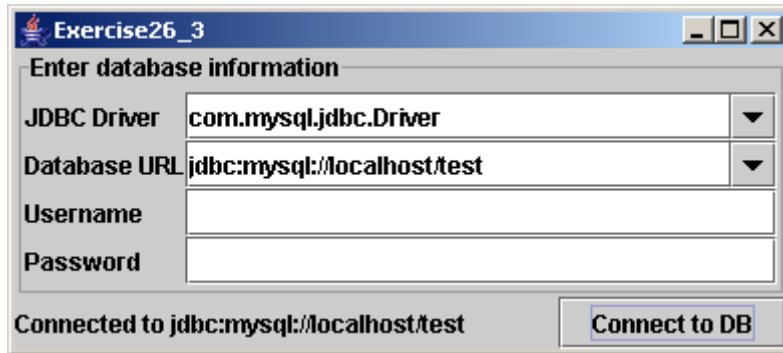 Exercise26_3
Enter database information
JDBC Driver com.mysql.jdbc.Driver
Database URL jdbc:mysql://localhost/test
Username
Password
Connected to jdbc:mysql://localhost/test Connect to DB